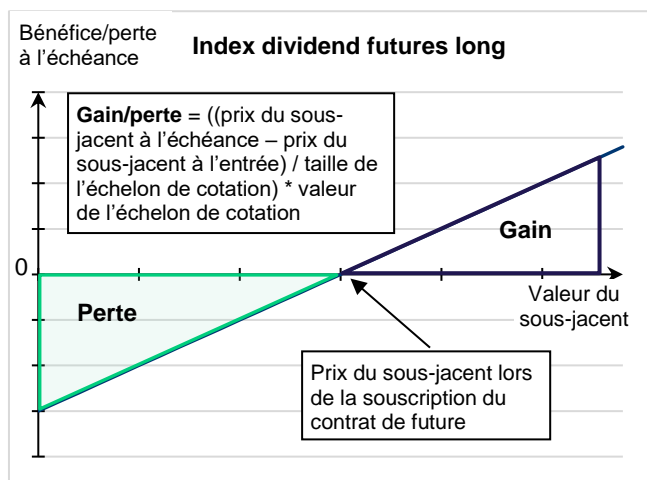 Bénéfice/perte
à l’échéance
Index dividend futures long
Gain/perte = ((prix du sous-
jacent à l’échéance – prix du
sous-jacent à l’entrée) / taille de
l’échelon de cotation) * valeur
de l’échelon de cotation
Gain
0
Valeur du
sous-jacent
Perte
Prix du sous-jacent lors
de la souscription du
contrat de future